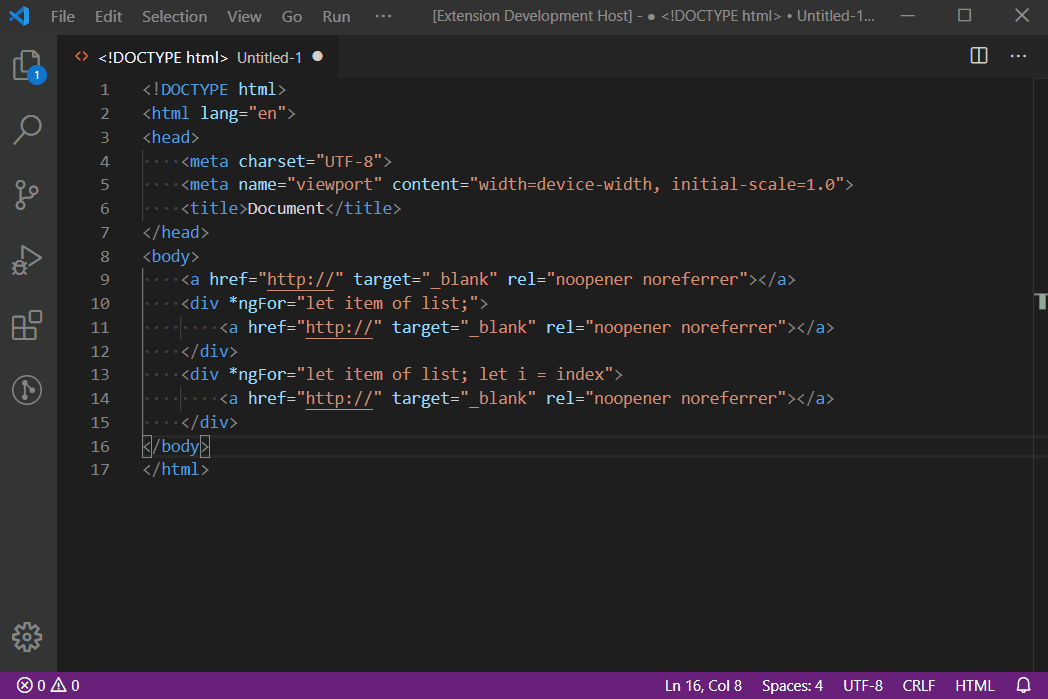 File Edit Selection View Go Run ··· [Extension Development Host] - ● <!DOCTYPE html> • Untitled-1...
1
<!DOCTYPE html> Untitled-1 ●
1 <!DOCTYPE html>
2 <html lang="en">
3 <head>
4 ····<meta charset="UTF-8">
5 ····<meta name="viewport" content="width=device-width, initial-scale=1.0">
6 ····<title>Document</title>
7 </head>
8 <body>
9 ····<a href="http://" target="_blank" rel="noopener noreferrer"></a>
10 ····<div *ngFor="let item of list;">
11 ········<a href="http://" target="_blank" rel="noopener noreferrer"></a>
12 ····</div>
13 ····<div *ngFor="let item of list; let i = index">
14 ········<a href="http://" target="_blank" rel="noopener noreferrer"></a>
15 ····</div>
16 </body>
17 </html>
0 0 Ln 16, Col 8 Spaces: 4 UTF-8 CRLF HTML